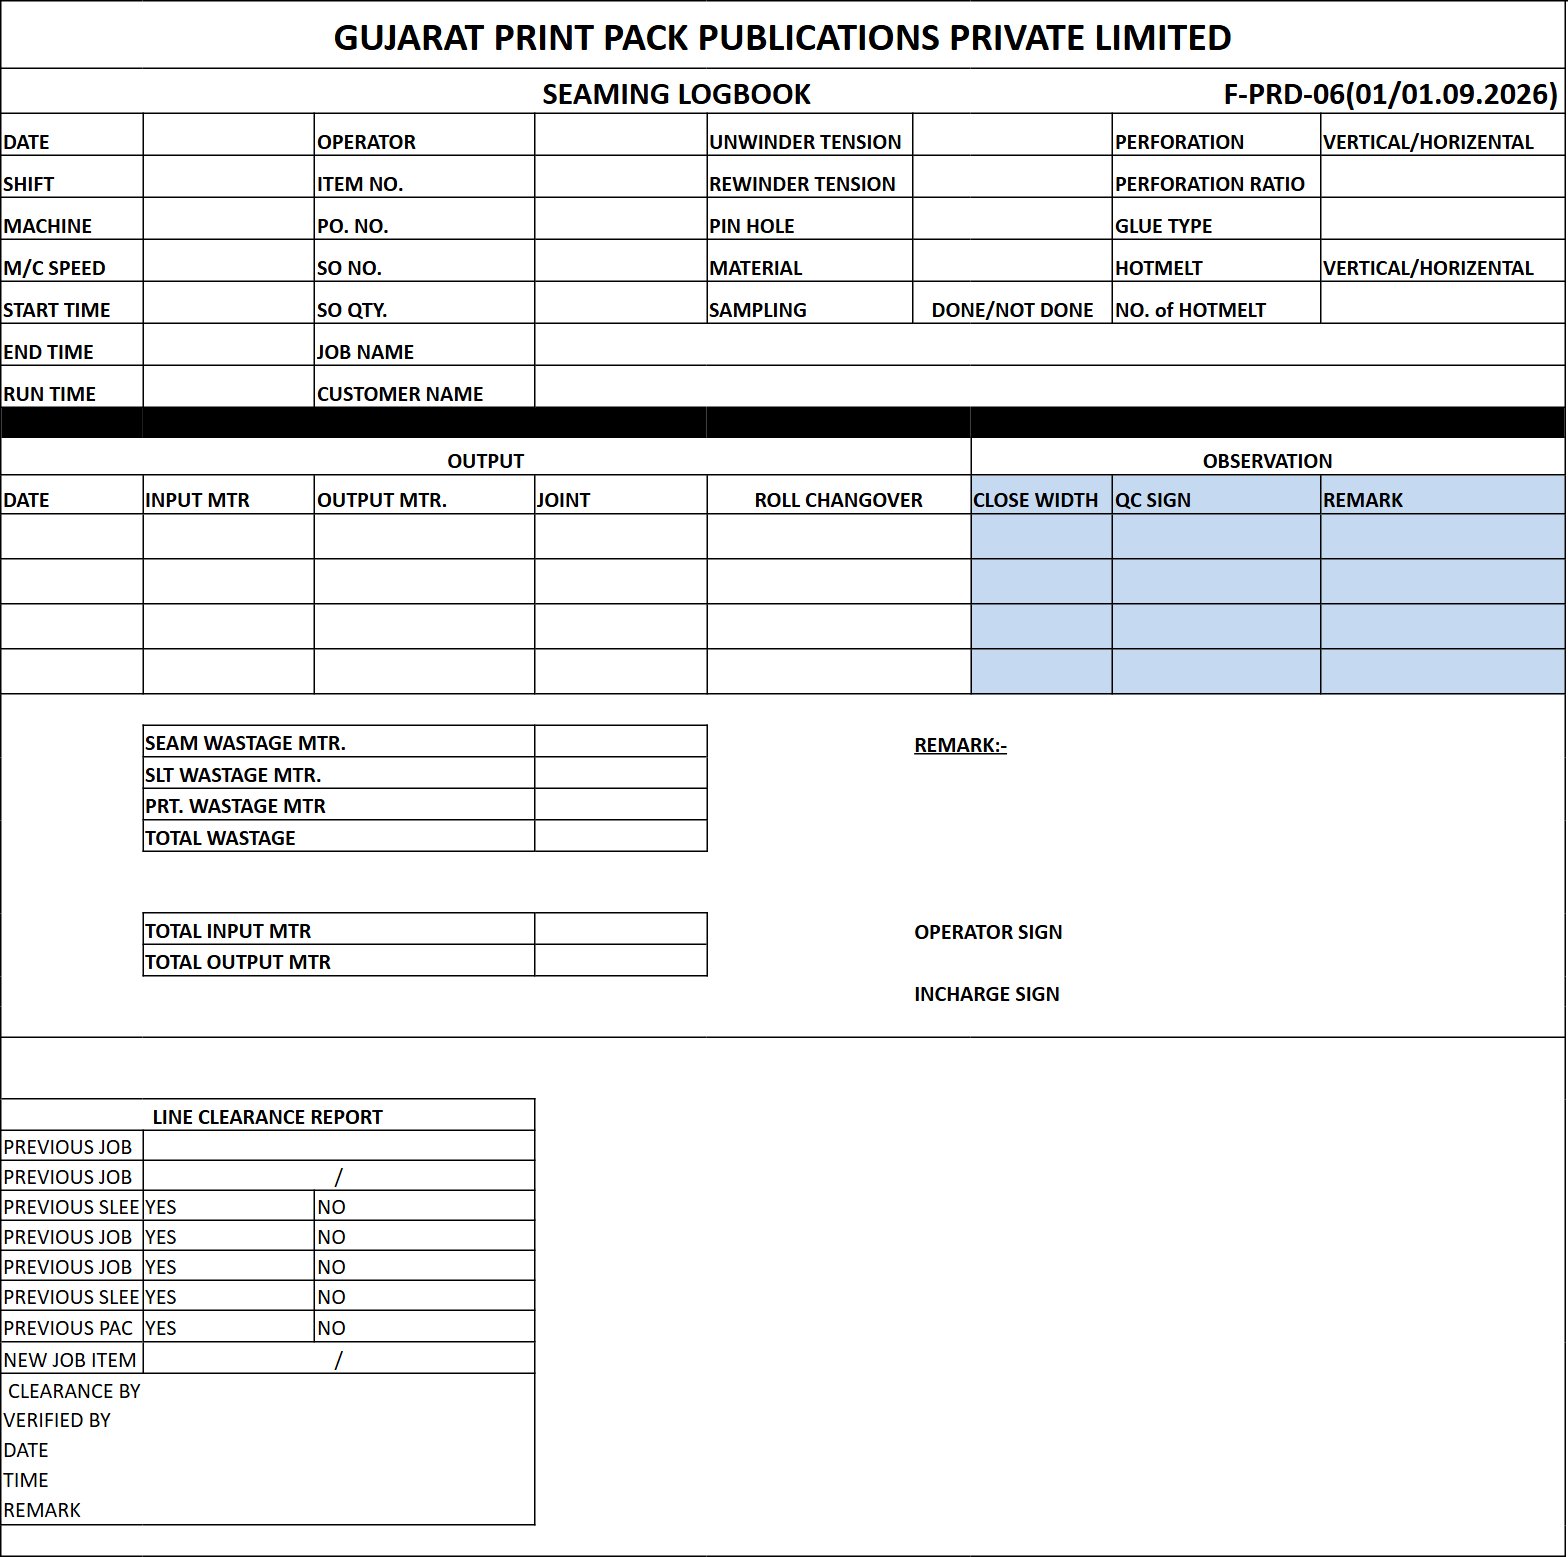 GUJARAT PRINT PACK PUBLICATIONS PRIVATE LIMITED
SEAMING LOGBOOK F-PRD-06(01/01.09.2026)
DATE OPERATOR UNWINDER TENSION PERFORATION VERTICAL/HORIZENTAL
SHIFT ITEM NO. REWINDER TENSION PERFORATION RATIO
MACHINE PO. NO. PIN HOLE GLUE TYPE
M/C SPEED SO NO. MATERIAL HOTMELT VERTICAL/HORIZENTAL
START TIME SO QTY. SAMPLING DONE/NOT DONE NO. of HOTMELT
END TIME JOB NAME
RUN TIME CUSTOMER NAME
OUTPUT OBSERVATION
DATE INPUT MTR OUTPUT MTR. JOINT ROLL CHANGOVER CLOSE WIDTH QC SIGN REMARK
SEAM WASTAGE MTR. REMARK:-
SLT WASTAGE MTR.
PRT. WASTAGE MTR
TOTAL WASTAGE
TOTAL INPUT MTR OPERATOR SIGN
TOTAL OUTPUT MTR
INCHARGE SIGN
LINE CLEARANCE REPORT
PREVIOUS JOB
PREVIOUS JOB /
PREVIOUS SLEE YES NO
PREVIOUS JOB YES NO
PREVIOUS JOB YES NO
PREVIOUS SLEE YES NO
PREVIOUS PAC YES NO
NEW JOB ITEM /
CLEARANCE BY
VERIFIED BY
DATE
TIME
REMARK